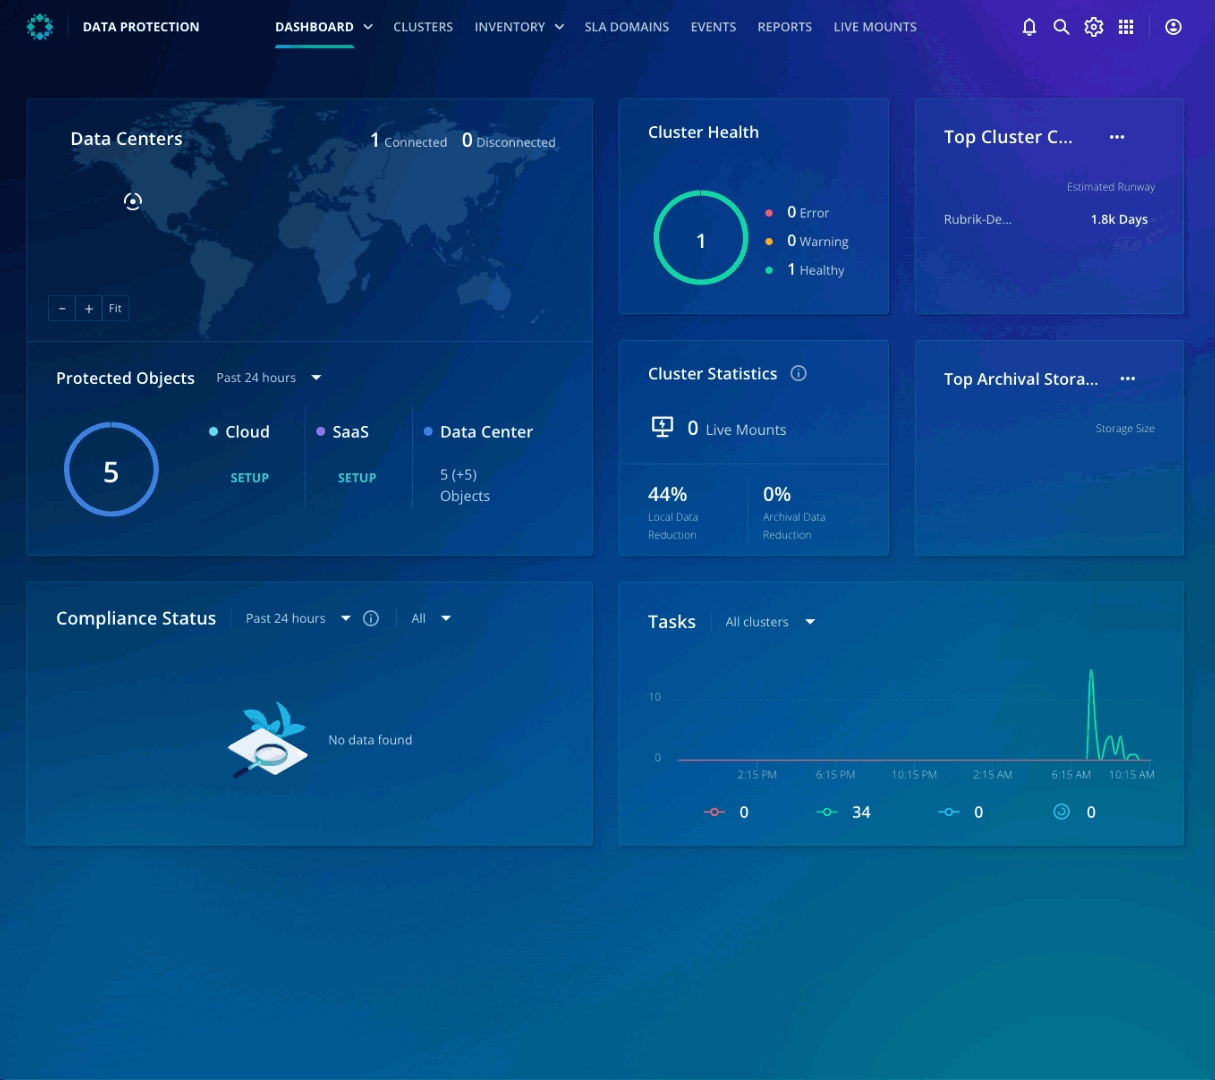 DATA PROTECTION
DASHBOARD
CLUSTERS
INVENTORY
SLA DOMAINS
EVENTS
REPORTS
LIVE MOUNTS
Data Centers
1 Connected
0 Disconnected
− + Fit
Cluster Health
1
0 Error
0 Warning
1 Healthy
Top Cluster C...
Estimated Runway
Rubrik-De... 1.8k Days
Protected Objects
Past 24 hours
5
Cloud
SETUP
SaaS
SETUP
Data Center
5 (+5)
Objects
Cluster Statistics
0 Live Mounts
44%
Local Data
Reduction
0%
Archival Data
Reduction
Top Archival Stora...
Storage Size
Compliance Status
Past 24 hours
All
No data found
Tasks
All clusters
10
0
2:15 PM 6:15 PM 10:15 PM 2:15 AM 6:15 AM 10:15 AM
0 34 0 0